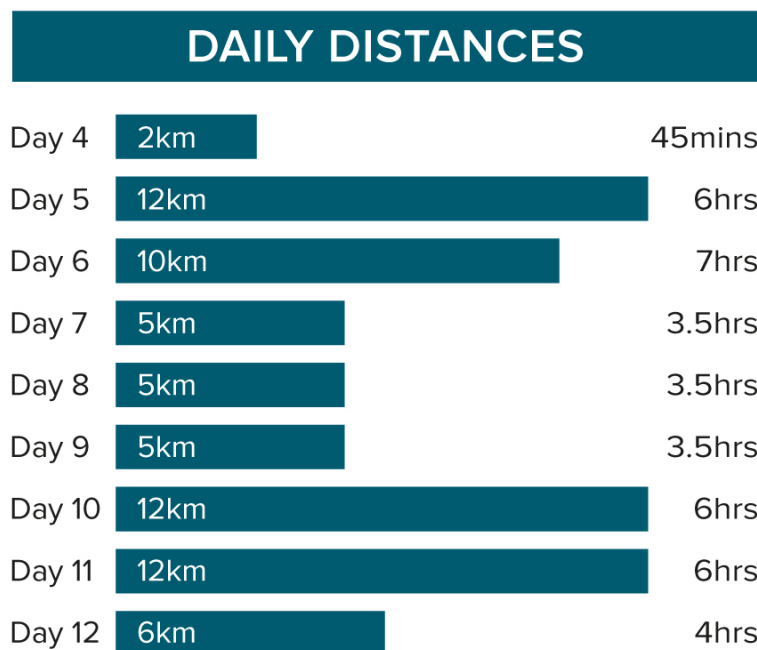 DAILY DISTANCES
Day 4 2km 45mins
Day 5 12km 6hrs
Day 6 10km 7hrs
Day 7 5km 3.5hrs
Day 8 5km 3.5hrs
Day 9 5km 3.5hrs
Day 10 12km 6hrs
Day 11 12km 6hrs
Day 12 6km 4hrs